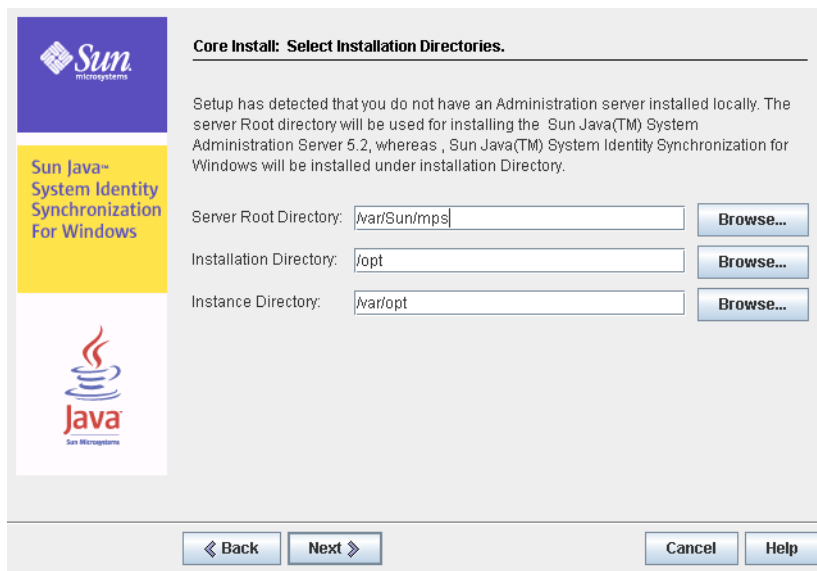 Sun
microsystems
Core Install: Select Installation Directories.
Setup has detected that you do not have an Administration server installed locally. The
server Root directory will be used for installing the Sun Java(TM) System
Administration Server 5.2, whereas , Sun Java(TM) System Identity Synchronization for
Windows will be installed under installation Directory.
Sun Java™
System Identity
Synchronization
For Windows
Server Root Directory: /var/Sun/mps Browse...
Installation Directory: /opt Browse...
Instance Directory: /var/opt Browse...
Java
Sun Microsystems
Back Next Cancel Help